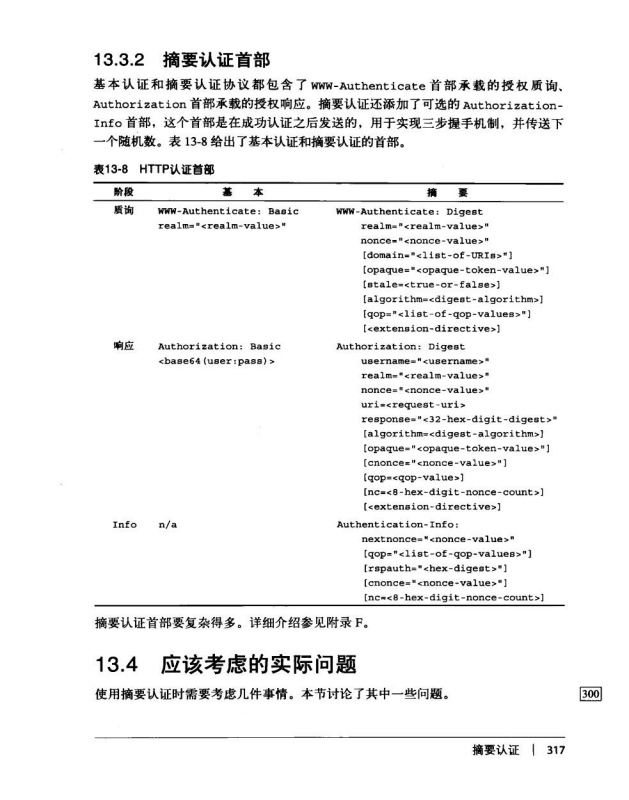 13.3.2 摘要认证首部
基本认证和摘要认证协议都包含了 WWW-Authenticate 首部承载的授权质询、
Authorization 首部承载的授权响应。摘要认证还添加了可选的 Authorization-
Info 首部，这个首部是在成功认证之后发送的，用于实现三步握手机制，并传送下
一个随机数。表 13-8 给出了基本认证和摘要认证的首部。
表13-8 HTTP认证首部
阶段 基 本 摘 要
质询 WWW-Authenticate: Basic WWW-Authenticate: Digest
realm="<realm-value>" realm="<realm-value>"
nonce="<nonce-value>"
[domain="<list-of-URIs>"]
[opaque="<opaque-token-value>"]
[stale=<true-or-false>]
[algorithm=<digest-algorithm>]
[qop="<list-of-qop-values>"]
[<extension-directive>]
响应 Authorization: Basic Authorization: Digest
<base64(user:pass)> username="<username>"
realm="<realm-value>"
nonce="<nonce-value>"
uri=<request-uri>
response="<32-hex-digit-digest>"
[algorithm=<digest-algorithm>]
[opaque="<opaque-token-value>"]
[cnonce="<nonce-value>"]
[qop=<qop-value>]
[nc=<8-hex-digit-nonce-count>]
[<extension-directive>]
Info n/a Authentication-Info:
nextnonce="<nonce-value>"
[qop="<list-of-qop-values>"]
[rspauth="<hex-digest>"]
[cnonce="<nonce-value>"]
[nc=<8-hex-digit-nonce-count>]
摘要认证首部要复杂得多。详细介绍参见附录 F。
13.4 应该考虑的实际问题
使用摘要认证时需要考虑几件事情。本节讨论了其中一些问题。 300
摘要认证 | 317